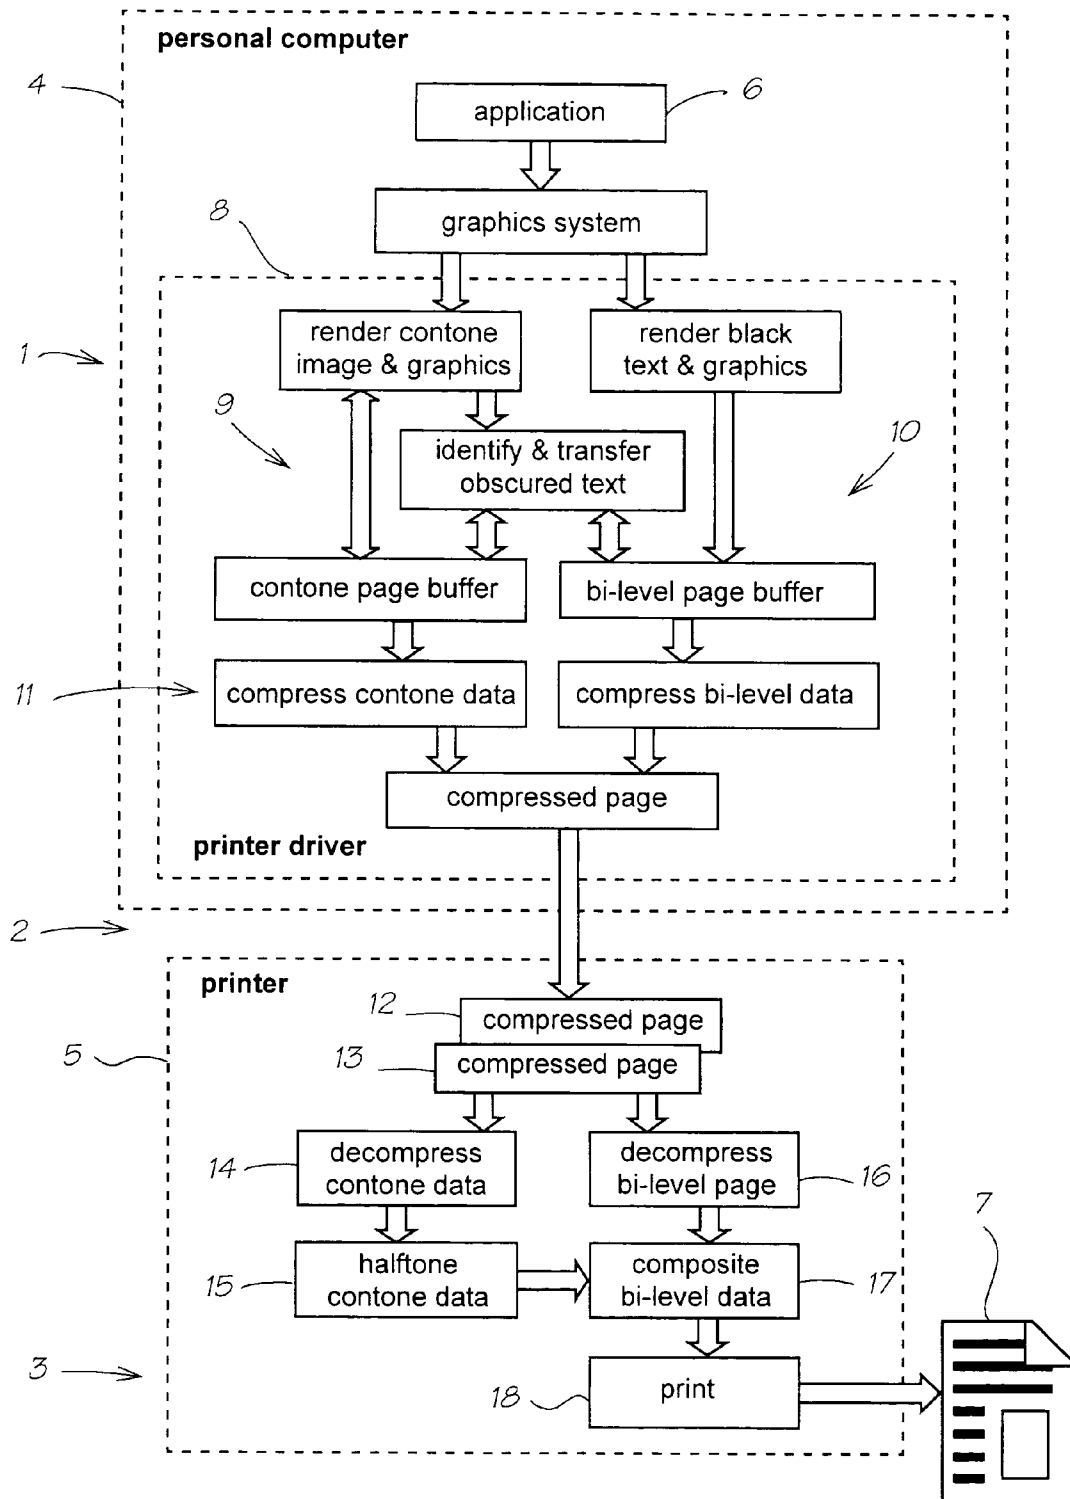 personal computer
4
application
6
graphics system
8
render contone
image & graphics
render black
text & graphics
1
9
identify & transfer
obscured text
10
contone page buffer
bi-level page buffer
11
compress contone data
compress bi-level data
compressed page
printer driver
2
printer
12
compressed page
5
13
compressed page
14
decompress
contone data
decompress
bi-level page
16
7
15
halftone
contone data
composite
bi-level data
17
3
18
print